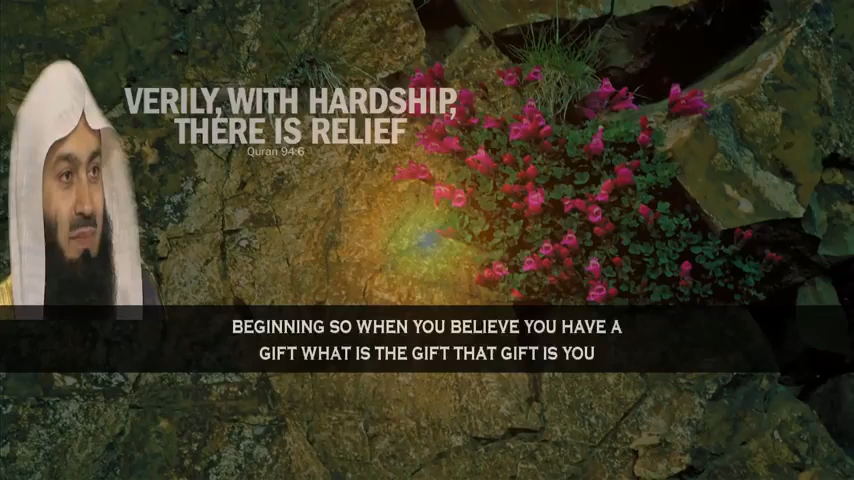 VERILY, WITH HARDSHIP,
THERE IS RELIEF
Quran 94:6
BEGINNING SO WHEN YOU BELIEVE YOU HAVE A
GIFT WHAT IS THE GIFT THAT GIFT IS YOU